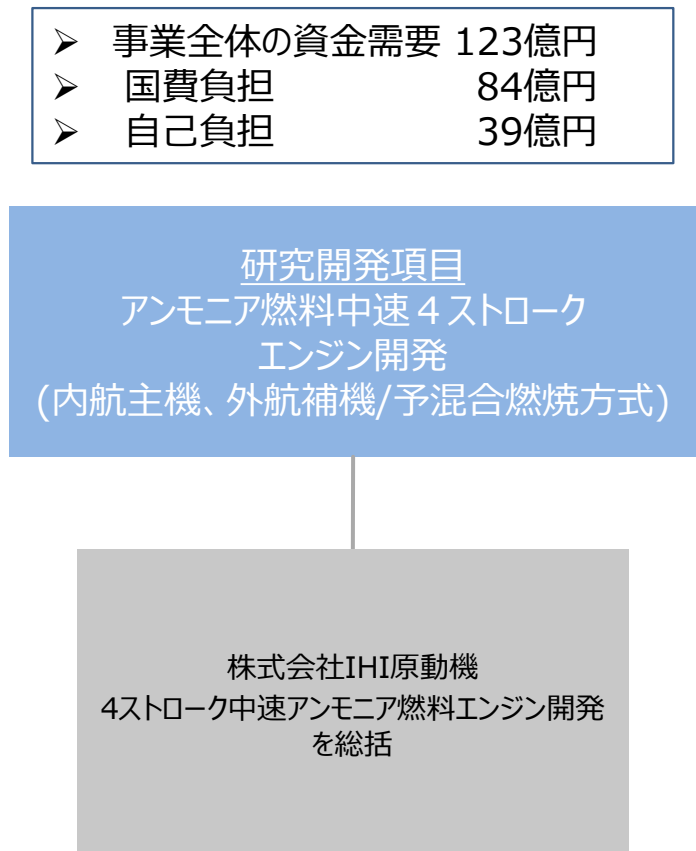 ➢ 事業全体の資金需要 123億円
➢ 国費負担 84億円
➢ 自己負担 39億円
研究開発項目
アンモニア燃料中速４ストローク
エンジン開発
(内航主機、外航補機/予混合燃焼方式)
株式会社IHI原動機
4ストローク中速アンモニア燃料エンジン開発
を総括